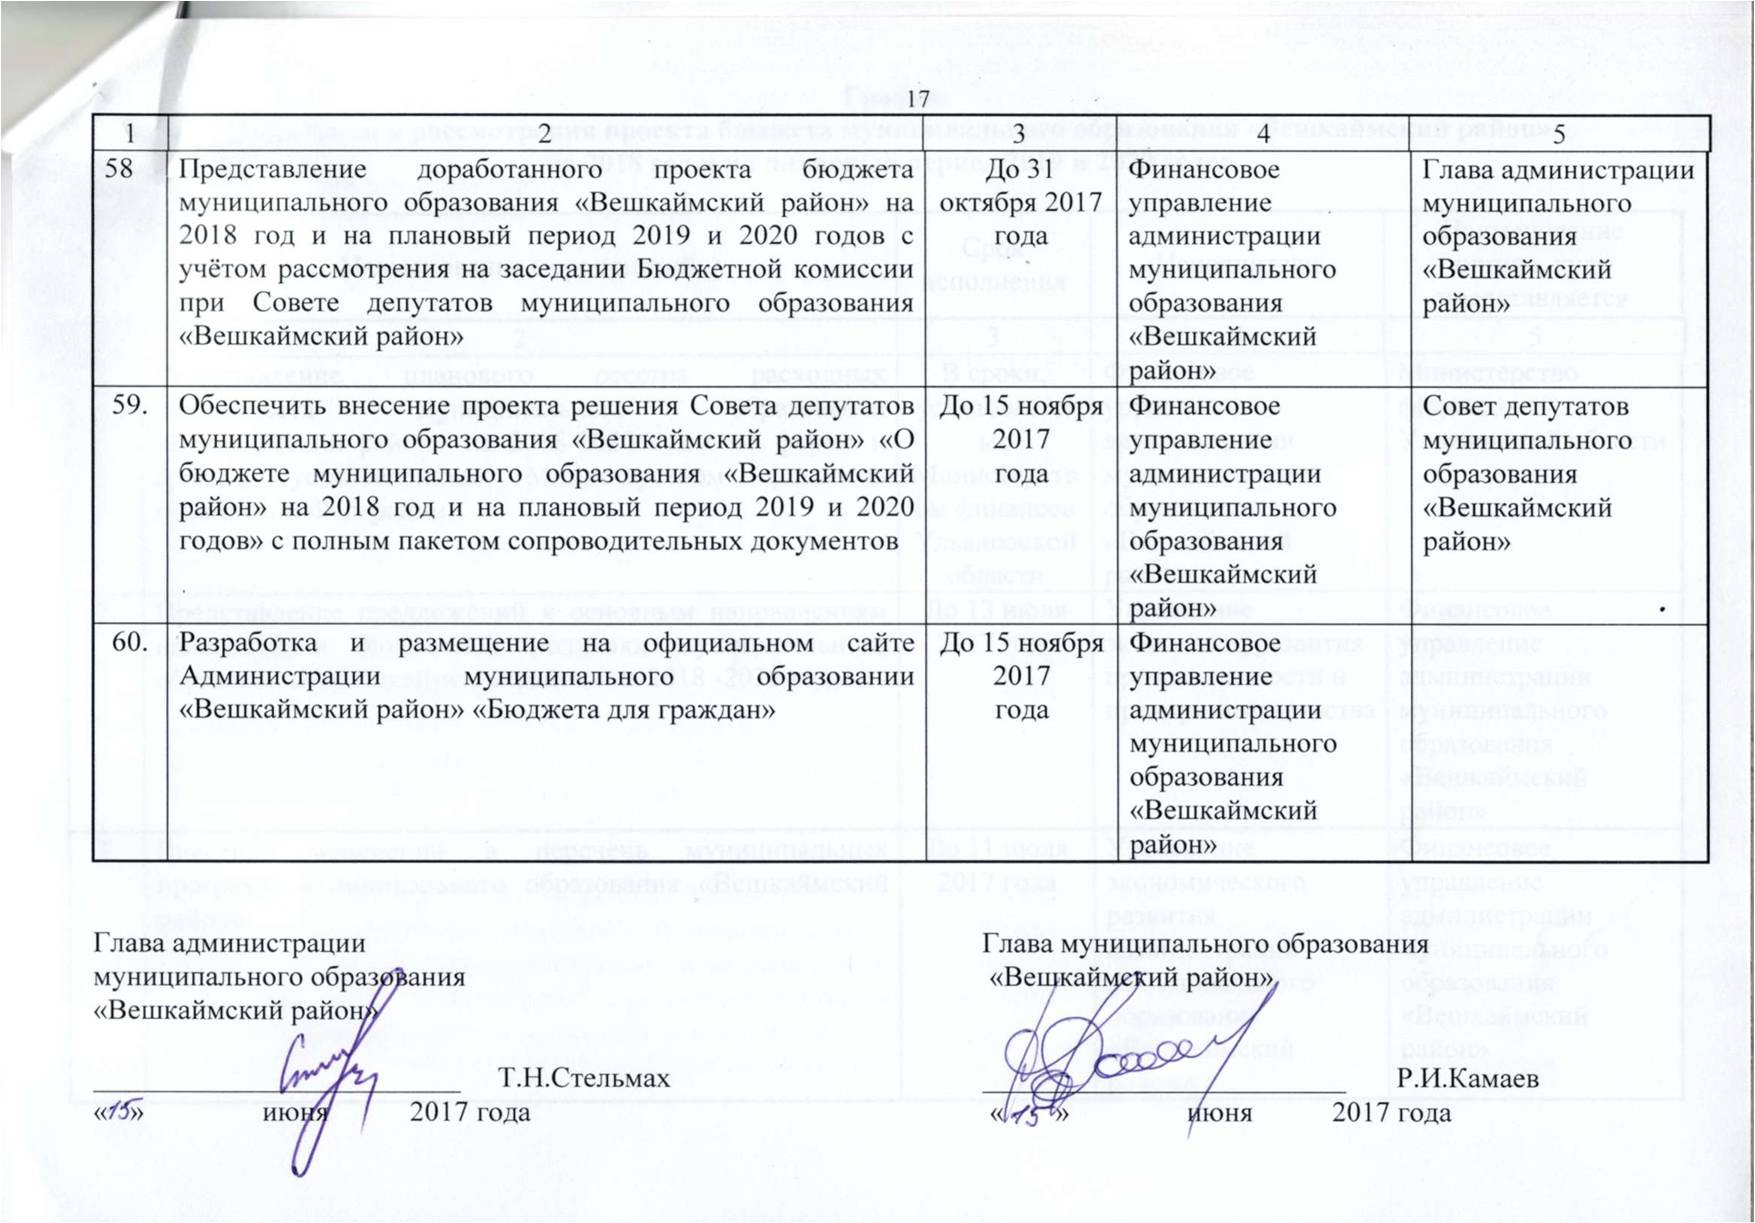 17
1 2 3 4 5
58 Представление доработанного проекта бюджета До 31 Финансовое Глава администрации
муниципального образования «Вешкаймский район» на октября 2017 управление муниципального
2018 год и на плановый период 2019 и 2020 годов с года администрации образования
учётом рассмотрения на заседании Бюджетной комиссии муниципального «Вешкаймский
при Совете депутатов муниципального образования образования район»
«Вешкаймский район» «Вешкаймский
район»
59. Обеспечить внесение проекта решения Совета депутатов До 15 ноября Финансовое Совет депутатов
муниципального образования «Вешкаймский район» «О 2017 управление муниципального
бюджете муниципального образования «Вешкаймский года администрации образования
район» на 2018 год и на плановый период 2019 и 2020 муниципального «Вешкаймский
годов» с полным пакетом сопроводительных документов образования район»
«Вешкаймский
район»
60. Разработка и размещение на официальном сайте До 15 ноября Финансовое
Администрации муниципального образовании 2017 управление
«Вешкаймский район» «Бюджета для граждан» года администрации
муниципального
образования
«Вешкаймский
район»
Глава администрации
муниципального образования
«Вешкаймский район»
Т.Н.Стельмах
«15» июня 2017 года
Глава муниципального образования
«Вешкаймский район»
Р.И.Камаев
«15» июня 2017 года